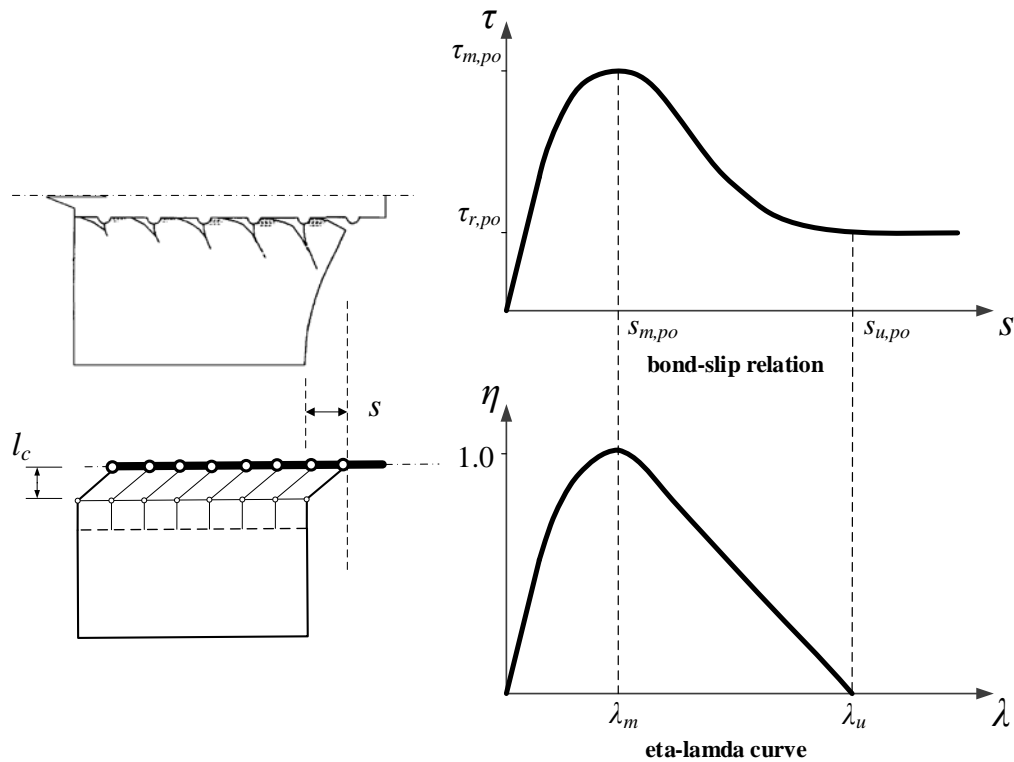 τ
τm,po
τr,po
sm,po
su,po
s
bond-slip relation
s
lc
η
1.0
λm
λu
λ
eta-lamda curve